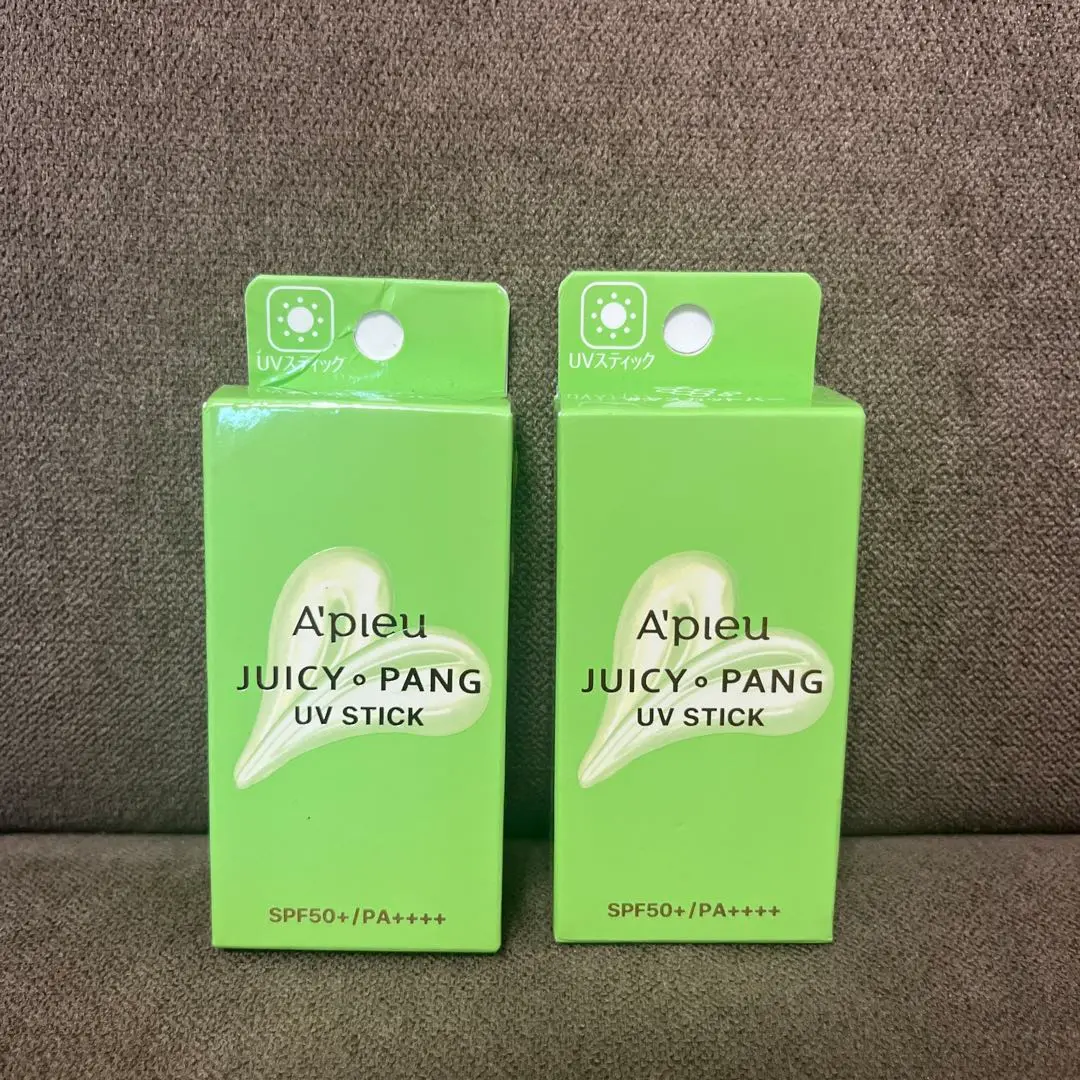 UVスティック
A'pieu
JUICY∘PANG
UV STICK
SPF50+/PA++++
UVスティック
A'pieu
JUICY∘PANG
UV STICK
SPF50+/PA++++